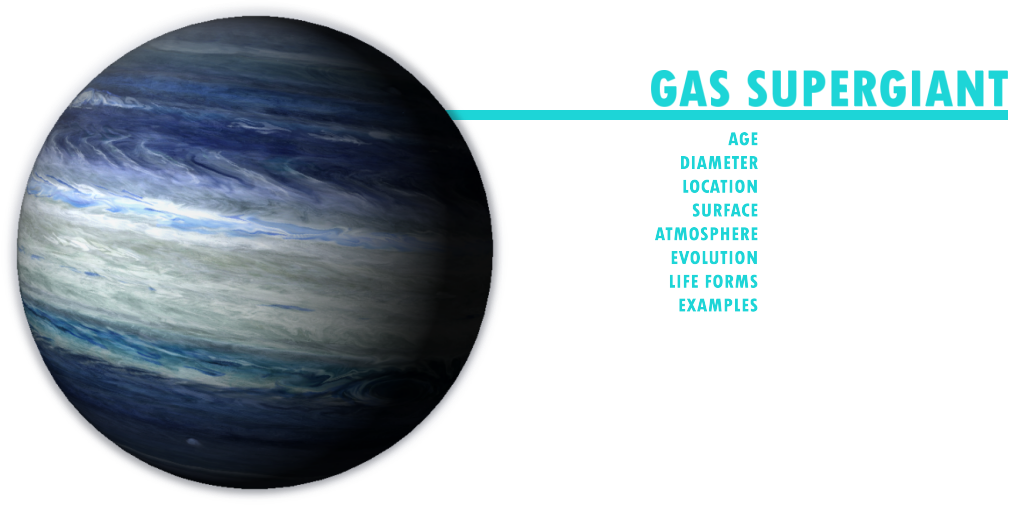 GAS SUPERGIANT
AGE
DIAMETER
LOCATION
SURFACE
ATMOSPHERE
EVOLUTION
LIFE FORMS
EXAMPLES